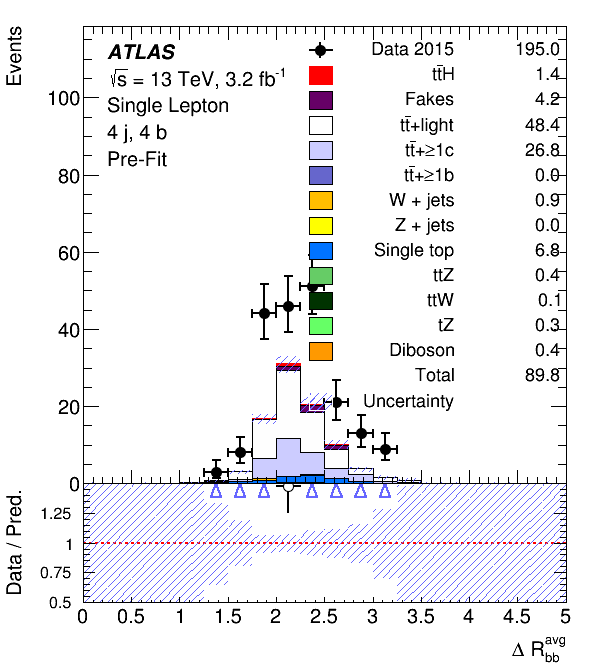 Events
ATLAS
√s = 13 TeV, 3.2 fb⁻¹
Single Lepton
4 j, 4 b
Pre-Fit
Data 2015 195.0
tt̄H 1.4
Fakes 4.2
tt̄+light 48.4
tt̄+≥1c 26.8
tt̄+≥1b 0.0
W + jets 0.9
Z + jets 0.0
Single top 6.8
ttZ 0.4
ttW 0.1
tZ 0.3
Diboson 0.4
Total 89.8
Uncertainty
100
80
60
40
20
0
Data / Pred.
1.25
1
0.75
0.5
0 0.5 1 1.5 2 2.5 3 3.5 4 4.5 5
Δ R_bb^avg